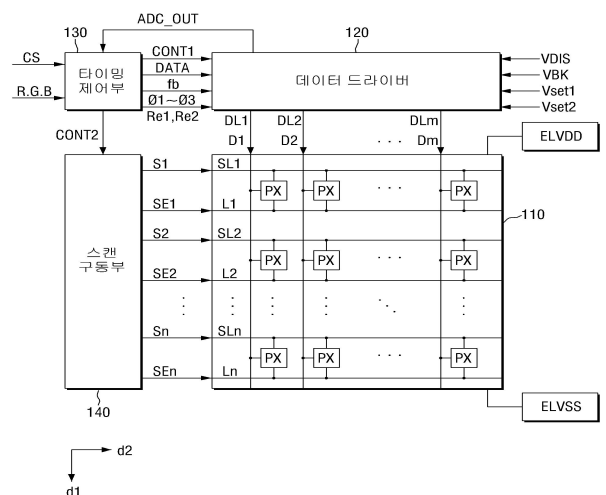 ADC_OUT
130
120
CS
R.G.B
타이밍
제어부
CONT1
DATA
fb
Ø1~Ø3
Re1,Re2
데이터 드라이버
VDIS
VBK
Vset1
Vset2
CONT2
DL1 DL2 DLm
D1 D2 · · · Dm
ELVDD
S1 SL1
PX PX · · · PX
SE1 L1
110
S2 SL2
스캔
구동부
PX PX · · · PX
SE2 L2
Sn SLn
PX PX · · · PX
SEn Ln
140
ELVSS
d2
d1